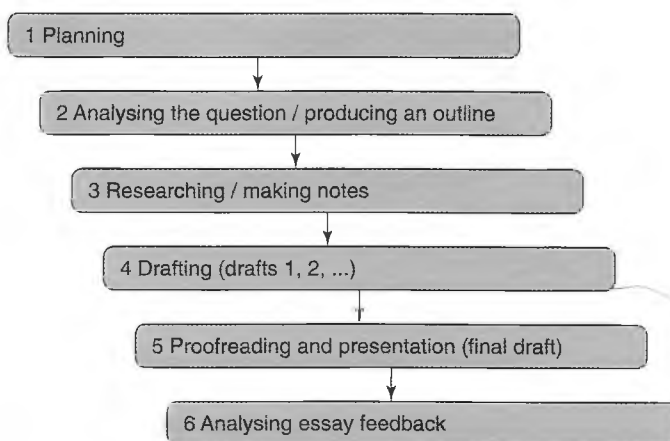 1 Planning
2 Analysing the question / producing an outline
3 Researching / making notes
4 Drafting (drafts 1, 2, ...)
5 Proofreading and presentation (final draft)
6 Analysing essay feedback